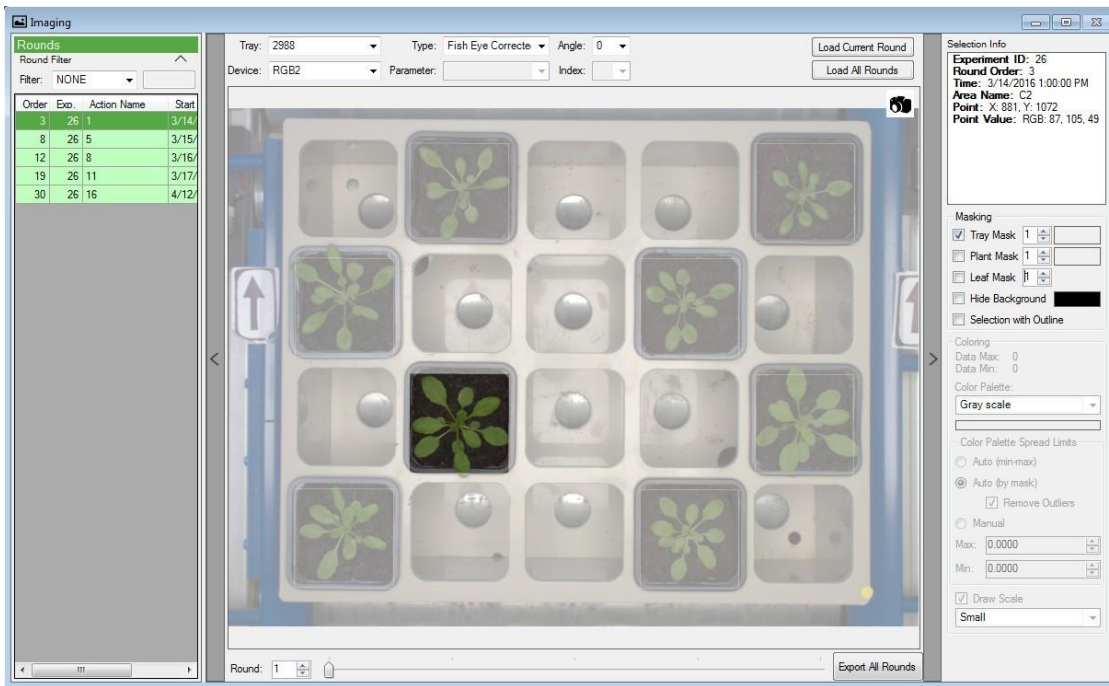 Imaging
Rounds
Round Filter
Filter: NONE
Order Exp. Action Name Start
3 26 1 3/14/
8 26 5 3/15/
12 26 8 3/16/
19 26 11 3/17/
30 26 16 4/12/
Tray: 2988 Type: Fish Eye Correcte Angle: 0
Device: RGB2 Parameter: Index:
Load Current Round
Load All Rounds
<
>
Round: 1
Export All Rounds
Selection Info
Experiment ID: 26
Round Order: 3
Time: 3/14/2016 1:00:00 PM
Area Name: C2
Point: X: 881, Y: 1072
Point Value: RGB: 87, 105, 49
Masking
Tray Mask 1
Plant Mask 1
Leaf Mask 1
Hide Background
Selection with Outline
Coloring
Data Max: 0
Data Min: 0
Color Palette:
Gray scale
Color Palette Spread Limits
Auto (min-max)
Auto (by mask)
Remove Outliers
Manual
Max: 0.0000
Min: 0.0000
Draw Scale
Small